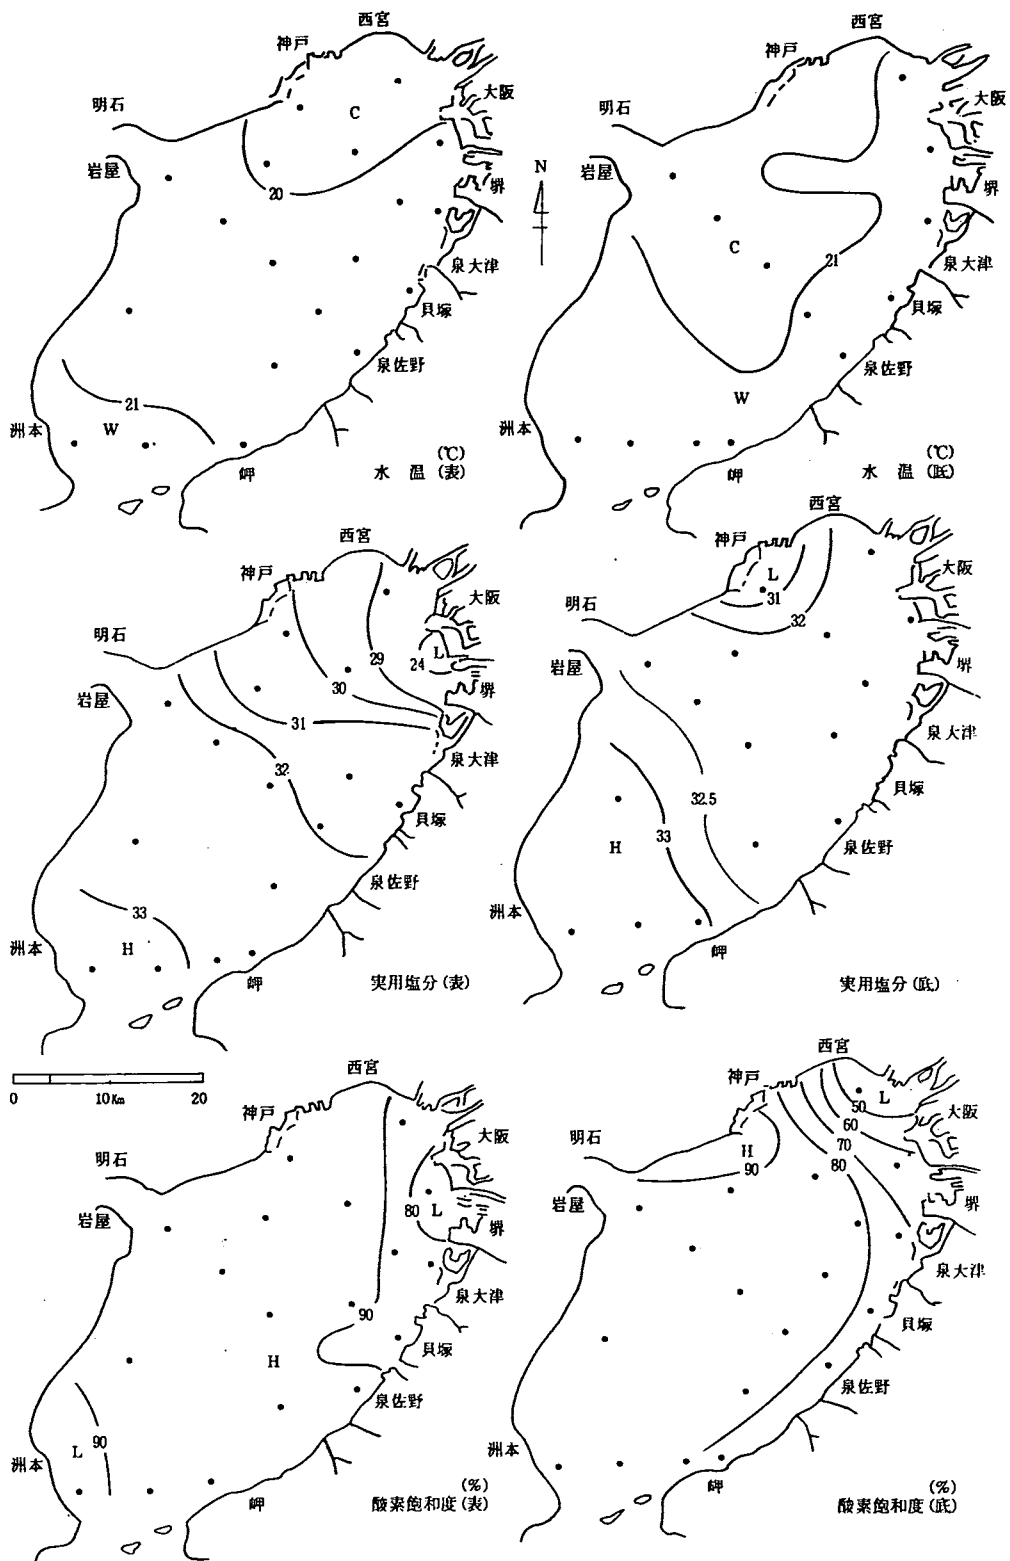 西宮
神戸
大阪
明石
C
岩屋
20
堺
泉大津
貝塚
泉佐野
21
W
洲本
岬
(℃)
水 温 (表)
N
西宮
神戸
大阪
明石
岩屋
堺
C
21
泉大津
貝塚
泉佐野
W
洲本
岬
(℃)
水 温 (底)
西宮
神戸
大阪
明石
29
24
L
岩屋
30
堺
31
泉大津
32
貝塚
泉佐野
33
洲本
H
岬
実用塩分 (表)
西宮
神戸
L
大阪
明石
31
32
岩屋
堺
泉大津
32.5
貝塚
33
H
泉佐野
洲本
岬
実用塩分 (底)
0 10Km 20
西宮
神戸
大阪
明石
80
L
岩屋
堺
泉大津
90
貝塚
H
泉佐野
90
L
洲本
岬
(%)
酸素飽和度 (表)
西宮
神戸
L
50
大阪
60
明石
70
H
80
90
岩屋
堺
泉大津
貝塚
泉佐野
洲本
岬
(%)
酸素飽和度 (底)